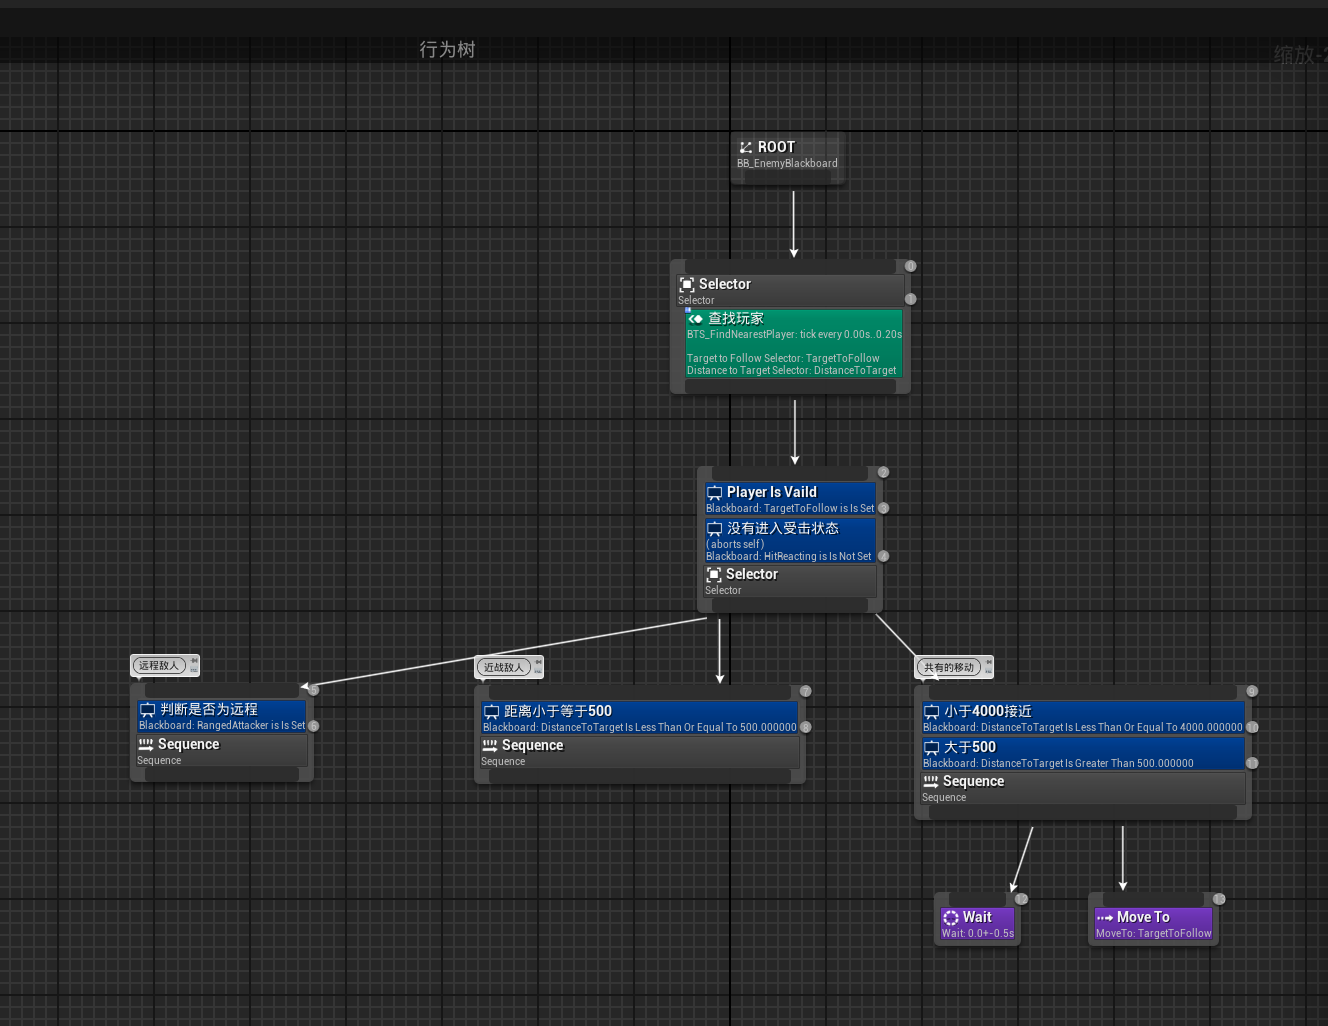 行为树
缩放-2
ROOT
BB_EnemyBlackboard
0
Selector
Selector
1
查找玩家
BTS_FindNearestPlayer: tick every 0.00s..0.20s
Target to Follow Selector: TargetToFollow
Distance to Target Selector: DistanceToTarget
2
Player Is Vaild
Blackboard: TargetToFollow is Is Set
3
没有进入受击状态
( aborts self )
Blackboard: HitReacting is Is Not Set
4
Selector
Selector
远程敌人
5
判断是否为远程
Blackboard: RangedAttacker is Is Set
6
Sequence
Sequence
近战敌人
7
距离小于等于500
Blackboard: DistanceToTarget Is Less Than Or Equal To 500.000000
8
Sequence
Sequence
共有的移动
9
小于4000接近
Blackboard: DistanceToTarget Is Less Than Or Equal To 4000.000000
10
大于500
Blackboard: DistanceToTarget Is Greater Than 500.000000
11
Sequence
Sequence
12
Wait
Wait: 0.0+-0.5s
13
Move To
MoveTo: TargetToFollow